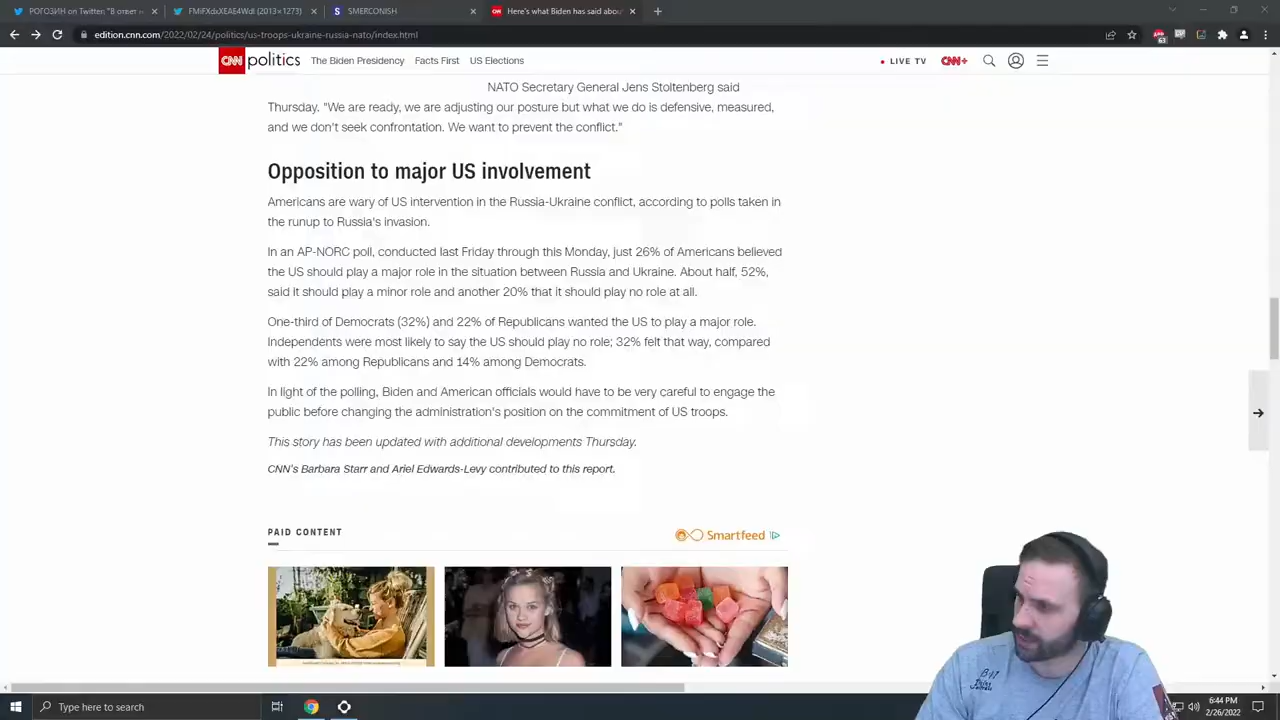 РОГОЗИН on Twitter: "В ответ н
FMiFXdxXEAE4Wdl (2013×1273)
SMERCONISH
Here's what Biden has said abou
edition.cnn.com/2022/02/24/politics/us-troops-ukraine-russia-nato/index.html
CNN politics The Biden Presidency Facts First US Elections
LIVE TV CNN+
NATO Secretary General Jens Stoltenberg said
Thursday. "We are ready, we are adjusting our posture but what we do is defensive, measured,
and we don't seek confrontation. We want to prevent the conflict."
Opposition to major US involvement
Americans are wary of US intervention in the Russia-Ukraine conflict, according to polls taken in
the runup to Russia's invasion.
In an AP-NORC poll, conducted last Friday through this Monday, just 26% of Americans believed
the US should play a major role in the situation between Russia and Ukraine. About half, 52%,
said it should play a minor role and another 20% that it should play no role at all.
One-third of Democrats (32%) and 22% of Republicans wanted the US to play a major role.
Independents were most likely to say the US should play no role; 32% felt that way, compared
with 22% among Republicans and 14% among Democrats.
In light of the polling, Biden and American officials would have to be very careful to engage the
public before changing the administration's position on the commitment of US troops.
This story has been updated with additional developments Thursday.
CNN's Barbara Starr and Ariel Edwards-Levy contributed to this report.
PAID CONTENT
Smartfeed
Type here to search
6:44 PM
2/26/2022